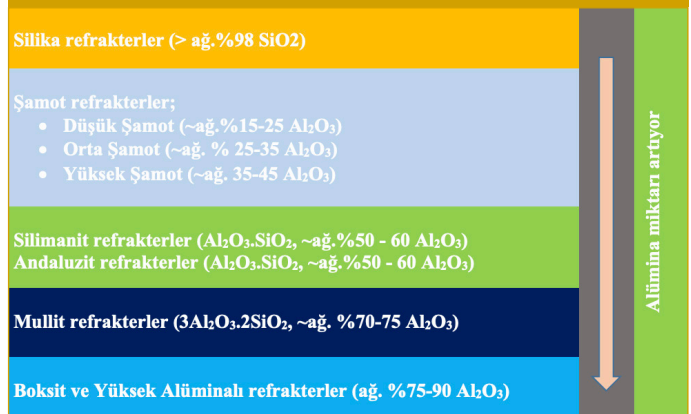 Silika refrakterler (> ağ.%98 SiO2)
Şamot refrakterler;
• Düşük Şamot (~ağ.%15-25 Al₂O₃)
• Orta Şamot (~ağ. % 25-35 Al₂O₃)
• Yüksek Şamot (~ağ. 35-45 Al₂O₃)
Silimanit refrakterler (Al₂O₃.SiO₂, ~ağ.%50 - 60 Al₂O₃)
Andaluzit refrakterler (Al₂O₃.SiO₂, ~ağ.%50 - 60 Al₂O₃)
Mullit refrakterler (3Al₂O₃.2SiO₂, ~ağ. %70-75 Al₂O₃)
Boksit ve Yüksek Alüminalı refrakterler (ağ. %75-90 Al₂O₃)
Alümina miktarı artıyor